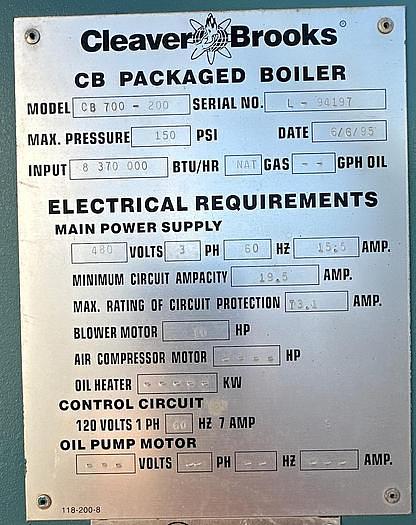 Cleaver Brooks
CB PACKAGED BOILER
MODEL CB 700 - 200 SERIAL NO. L - 94197
MAX. PRESSURE 150 PSI DATE 6/6/95
INPUT 8 370 000 BTU/HR NAT GAS -- GPH OIL
ELECTRICAL REQUIREMENTS
MAIN POWER SUPPLY
480 VOLTS 3 PH 60 HZ 15.5 AMP.
MINIMUM CIRCUIT AMPACITY 19.5 AMP.
MAX. RATING OF CIRCUIT PROTECTION AMP.
BLOWER MOTOR 10 HP
AIR COMPRESSOR MOTOR ---- HP
OIL HEATER ----- KW
CONTROL CIRCUIT
120 VOLTS 1 PH 60 HZ 7 AMP
OIL PUMP MOTOR
--- VOLTS -- PH -- HZ ---- AMP.
118-200-8